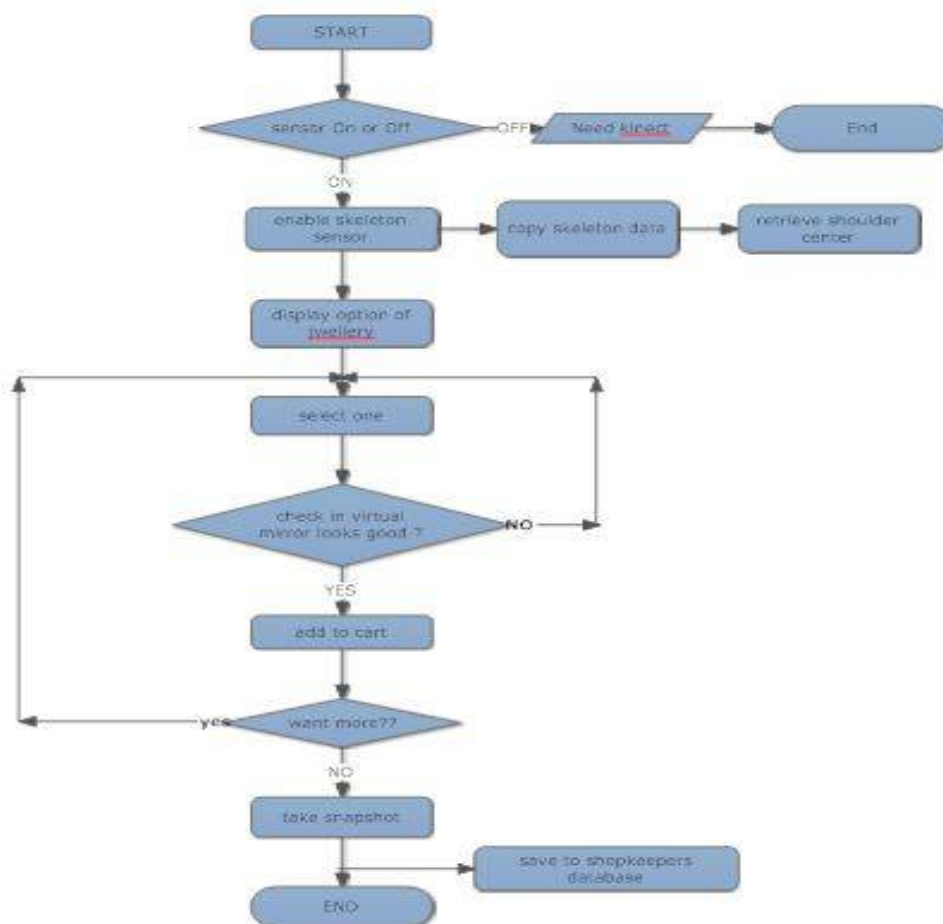 START
sensor On or Off
OFF
Need kinect
End
ON
enable skeleton
sensor
copy skeleton data
retrieve shoulder
center
display option of
jwellery
select one
check in virtual
mirror looks good ?
NO
YES
add to cart
want more??
yes
NO
take snapshot
save to shopkeepers
database
END